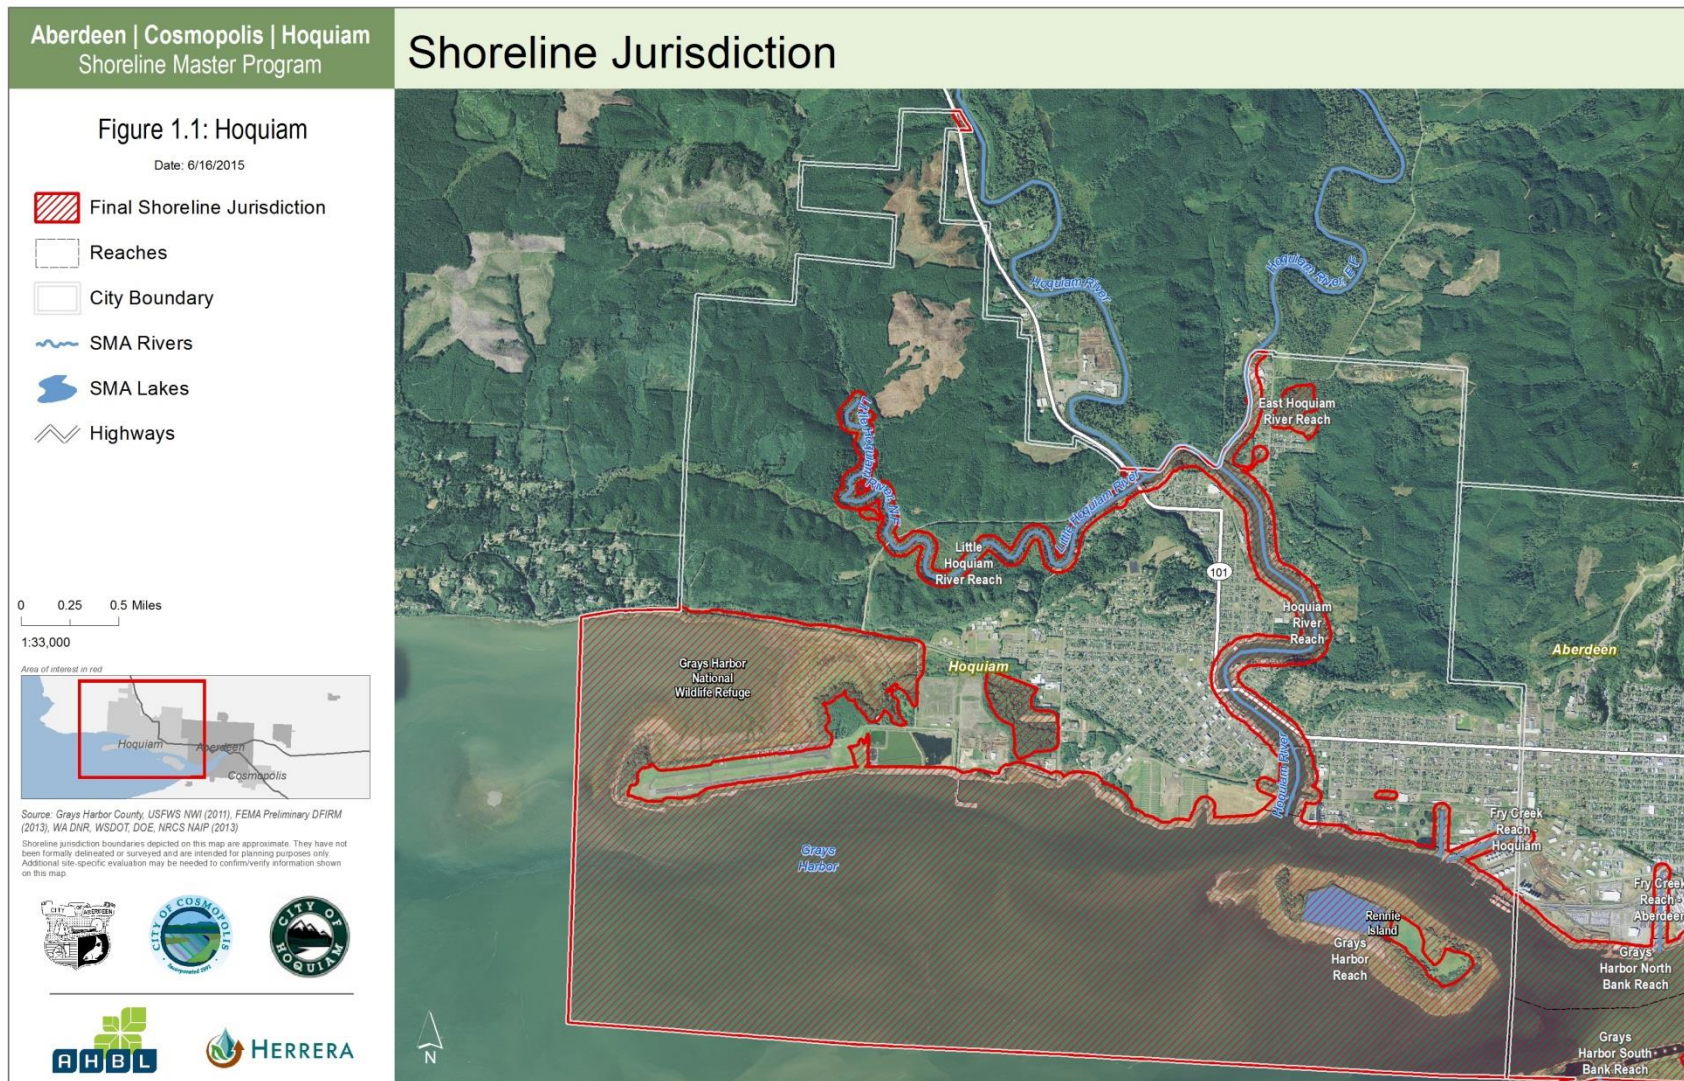 Aberdeen | Cosmopolis | Hoquiam
Shoreline Master Program
Shoreline Jurisdiction
Figure 1.1: Hoquiam
Date: 6/16/2015
Final Shoreline Jurisdiction
Reaches
City Boundary
SMA Rivers
SMA Lakes
Highways
0 0.25 0.5 Miles
1:33,000
Area of interest in red
Hoquiam
Aberdeen
Cosmopolis
Source: Grays Harbor County, USFWS NWI (2011), FEMA Preliminary DFIRM
(2013), WA DNR, WSDOT, DOE, NRCS NAIP (2013)
Shoreline jurisdiction boundaries depicted on this map are approximate. They have not
been formally delineated or surveyed and are intended for planning purposes only.
Additional site-specific evaluation may be needed to confirm/verify information shown
on this map.
CITY OF ABERDEEN
CITY OF COSMOPOLIS
Incorporated 1891
CITY OF HOQUIAM
AHBL
HERRERA
N
Hoquiam River
Hoquiam River, E F
East Hoquiam
River Reach
Little Hoquiam River, N F
Little Hoquiam River
Little
Hoquiam
River Reach
101
Hoquiam
River
Reach
Aberdeen
Hoquiam
Grays Harbor
National
Wildlife Refuge
Hoquiam River
Grays
Harbor
Fry Creek
Reach -
Hoquiam
Fry Creek
Reach -
Aberdeen
Rennie
Island
Grays
Harbor
Reach
Grays
Harbor North
Bank Reach
Grays
Harbor South
Bank Reach